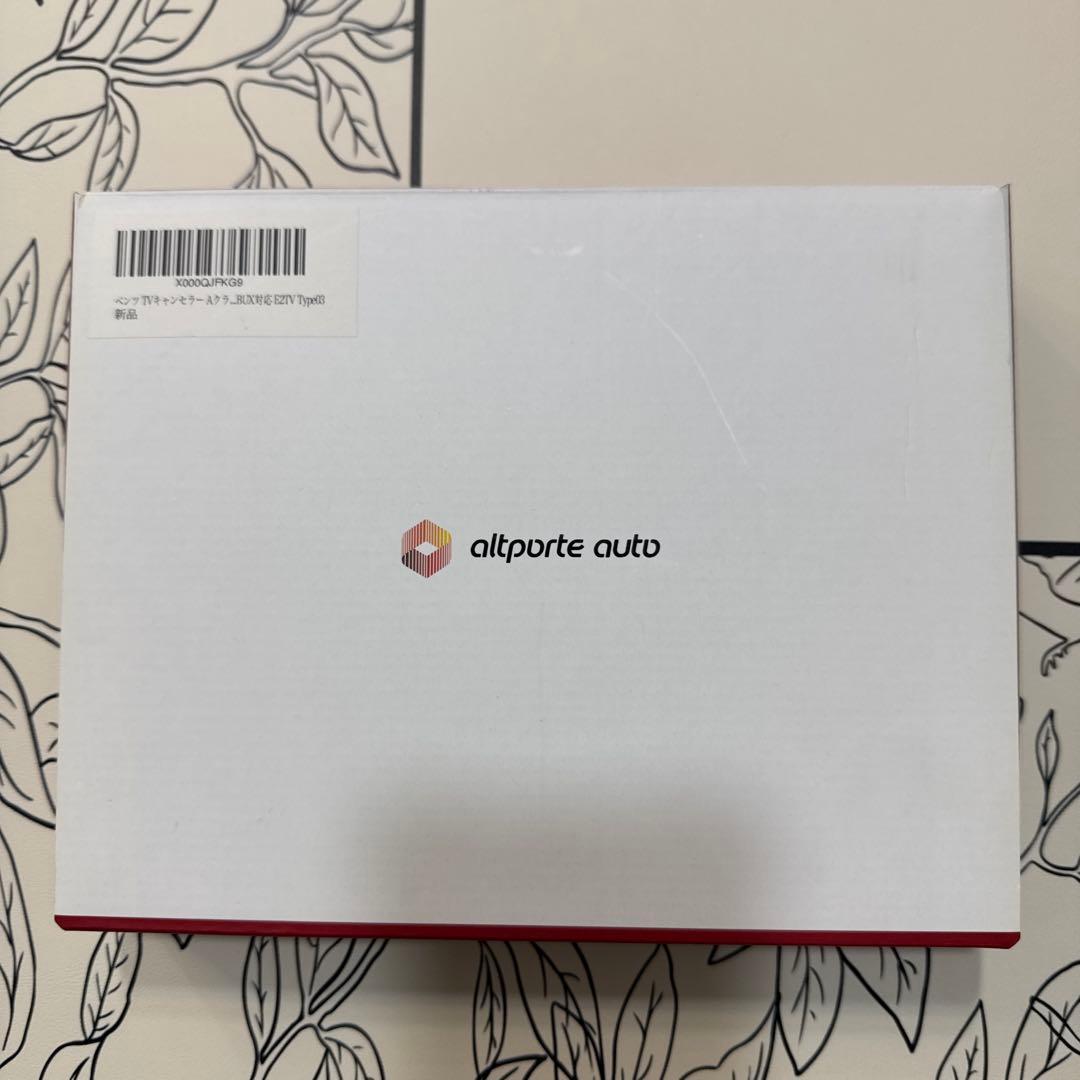 X000QJFKG9
ベンツ TVキャンセラー Aクラ...BUX対応 E2TV Type03
新品
altporte auto